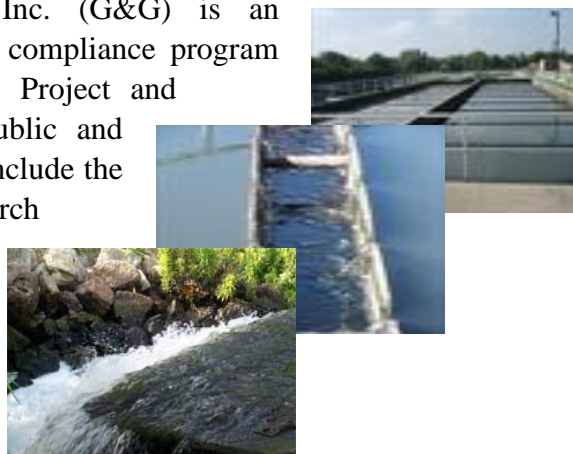 Inc. (G&G) is an
compliance program
Project and
ublic and
nclude the
rch